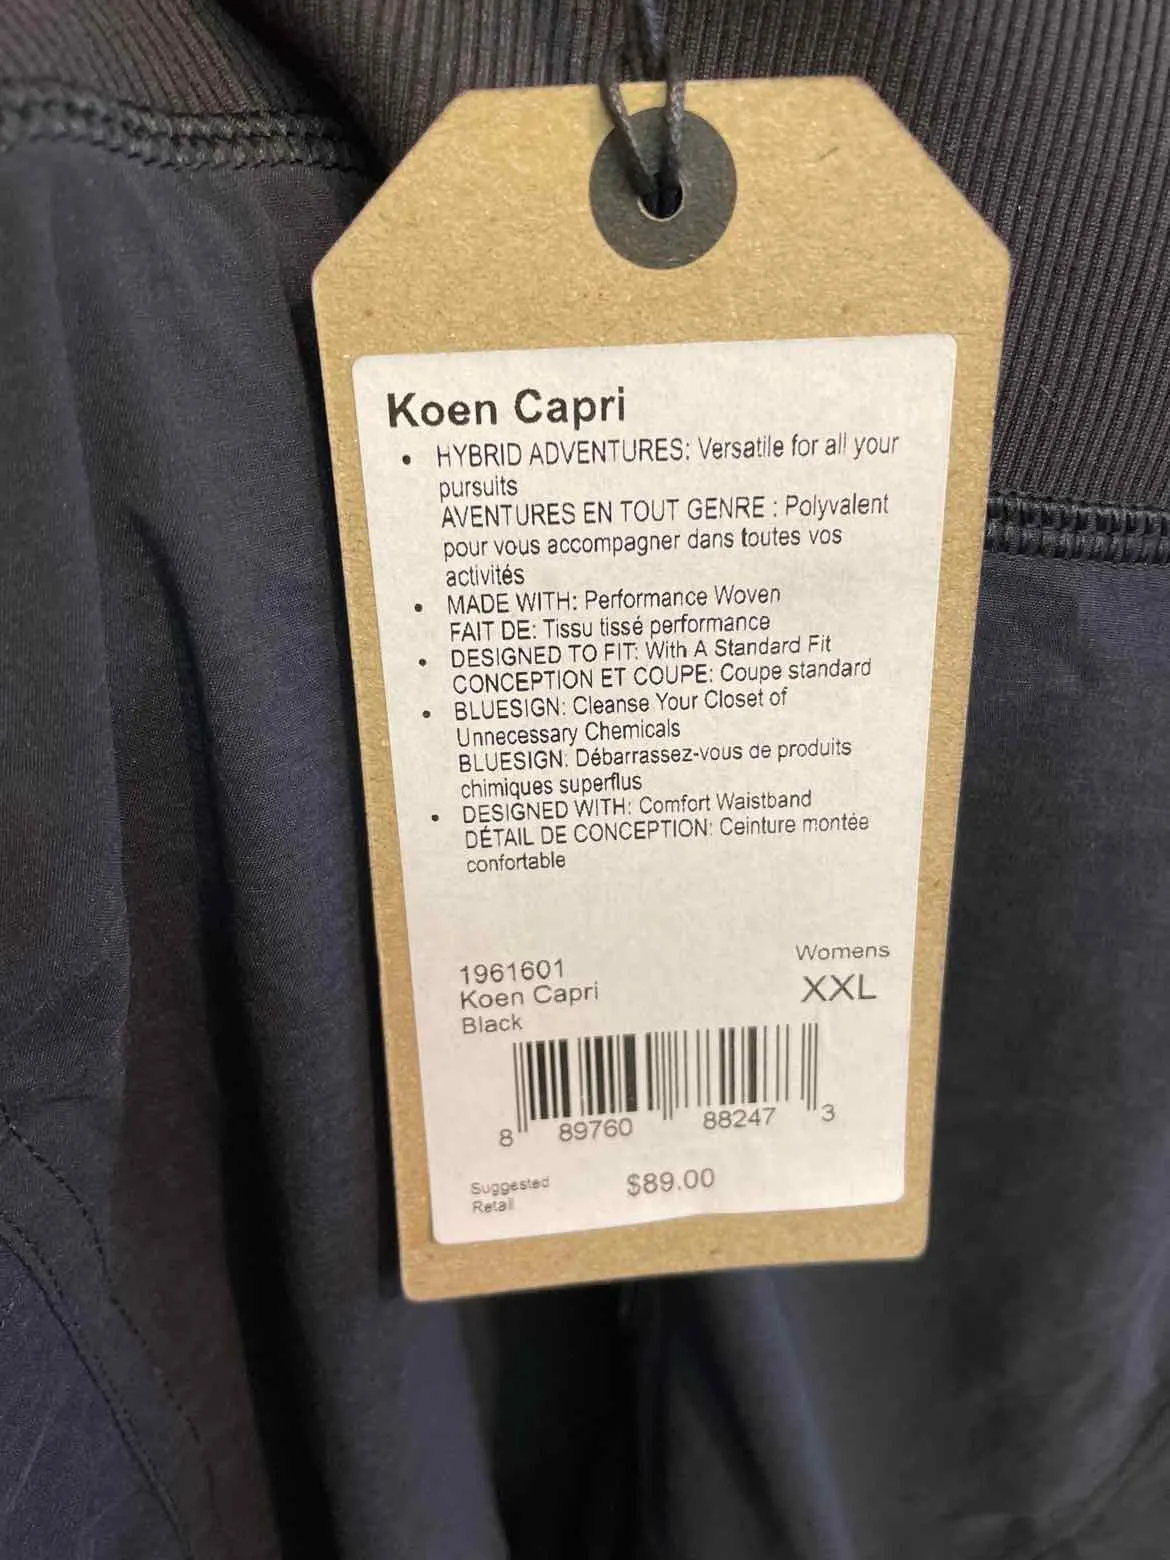 Koen Capri
• HYBRID ADVENTURES: Versatile for all your
pursuits
AVENTURES EN TOUT GENRE : Polyvalent
pour vous accompagner dans toutes vos
activités
• MADE WITH: Performance Woven
FAIT DE: Tissu tissé performance
• DESIGNED TO FIT: With A Standard Fit
CONCEPTION ET COUPE: Coupe standard
• BLUESIGN: Cleanse Your Closet of
Unnecessary Chemicals
BLUESIGN: Débarrassez-vous de produits
chimiques superflus
• DESIGNED WITH: Comfort Waistband
DÉTAIL DE CONCEPTION: Ceinture montée
confortable
Womens
1961601
XXL
Koen Capri
Black
8 89760 88247 3
Suggested $89.00
Retail